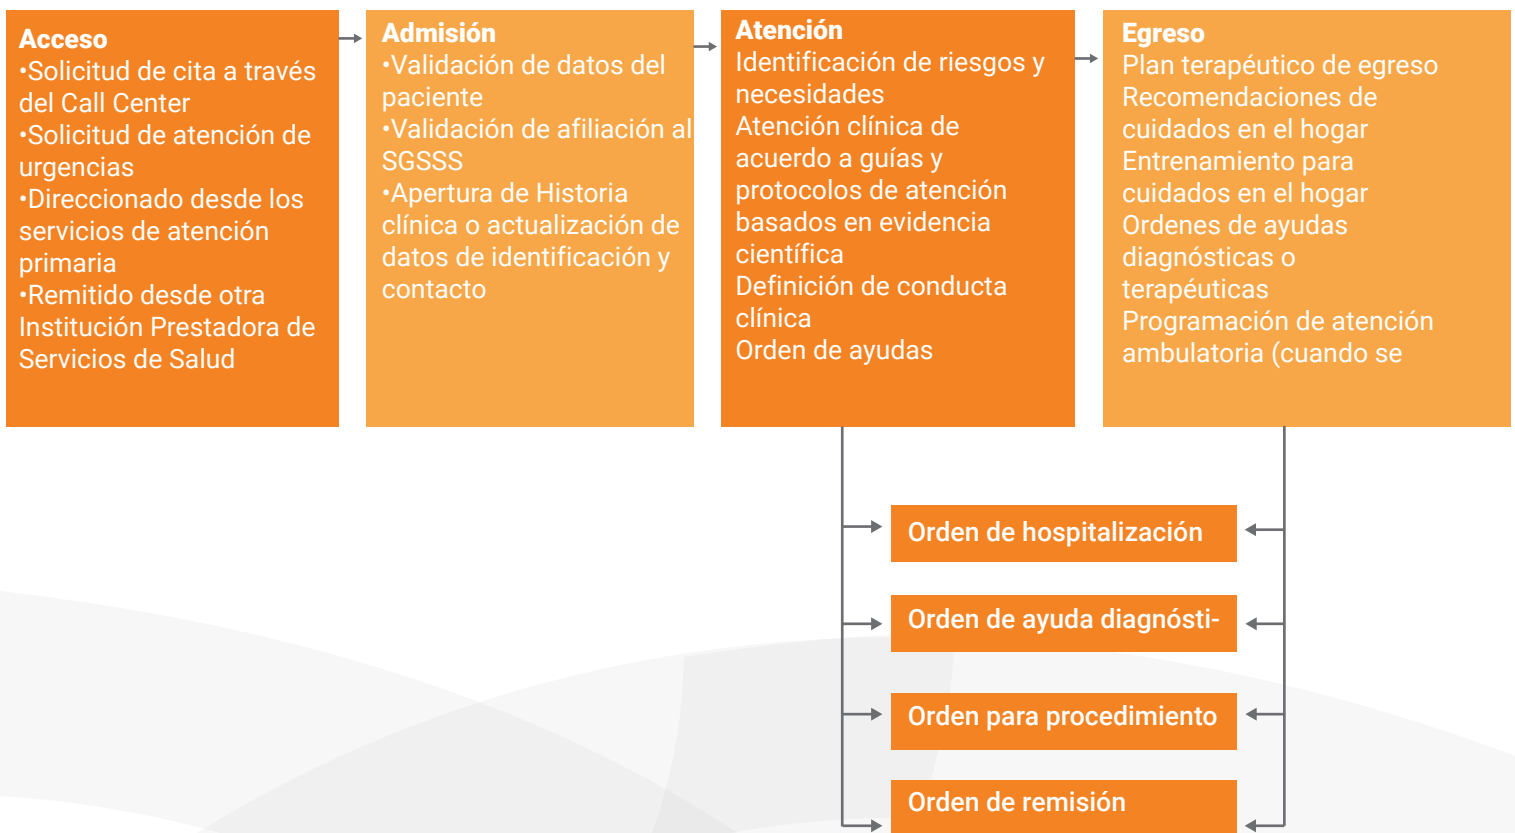 Acceso
•Solicitud de cita a través
del Call Center
•Solicitud de atención de
urgencias
•Direccionado desde los
servicios de atención
primaria
•Remitido desde otra
Institución Prestadora de
Servicios de Salud
Admisión
•Validación de datos del
paciente
•Validación de afiliación al
SGSSS
•Apertura de Historia
clínica o actualización de
datos de identificación y
contacto
Atención
Identificación de riesgos y
necesidades
Atención clínica de
acuerdo a guías y
protocolos de atención
basados en evidencia
científica
Definición de conducta
clínica
Orden de ayudas
Egreso
Plan terapéutico de egreso
Recomendaciones de
cuidados en el hogar
Entrenamiento para
cuidados en el hogar
Ordenes de ayudas
diagnósticas o
terapéuticas
Programación de atención
ambulatoria (cuando se
Orden de hospitalización
Orden de ayuda diagnósti-
Orden para procedimiento
Orden de remisión